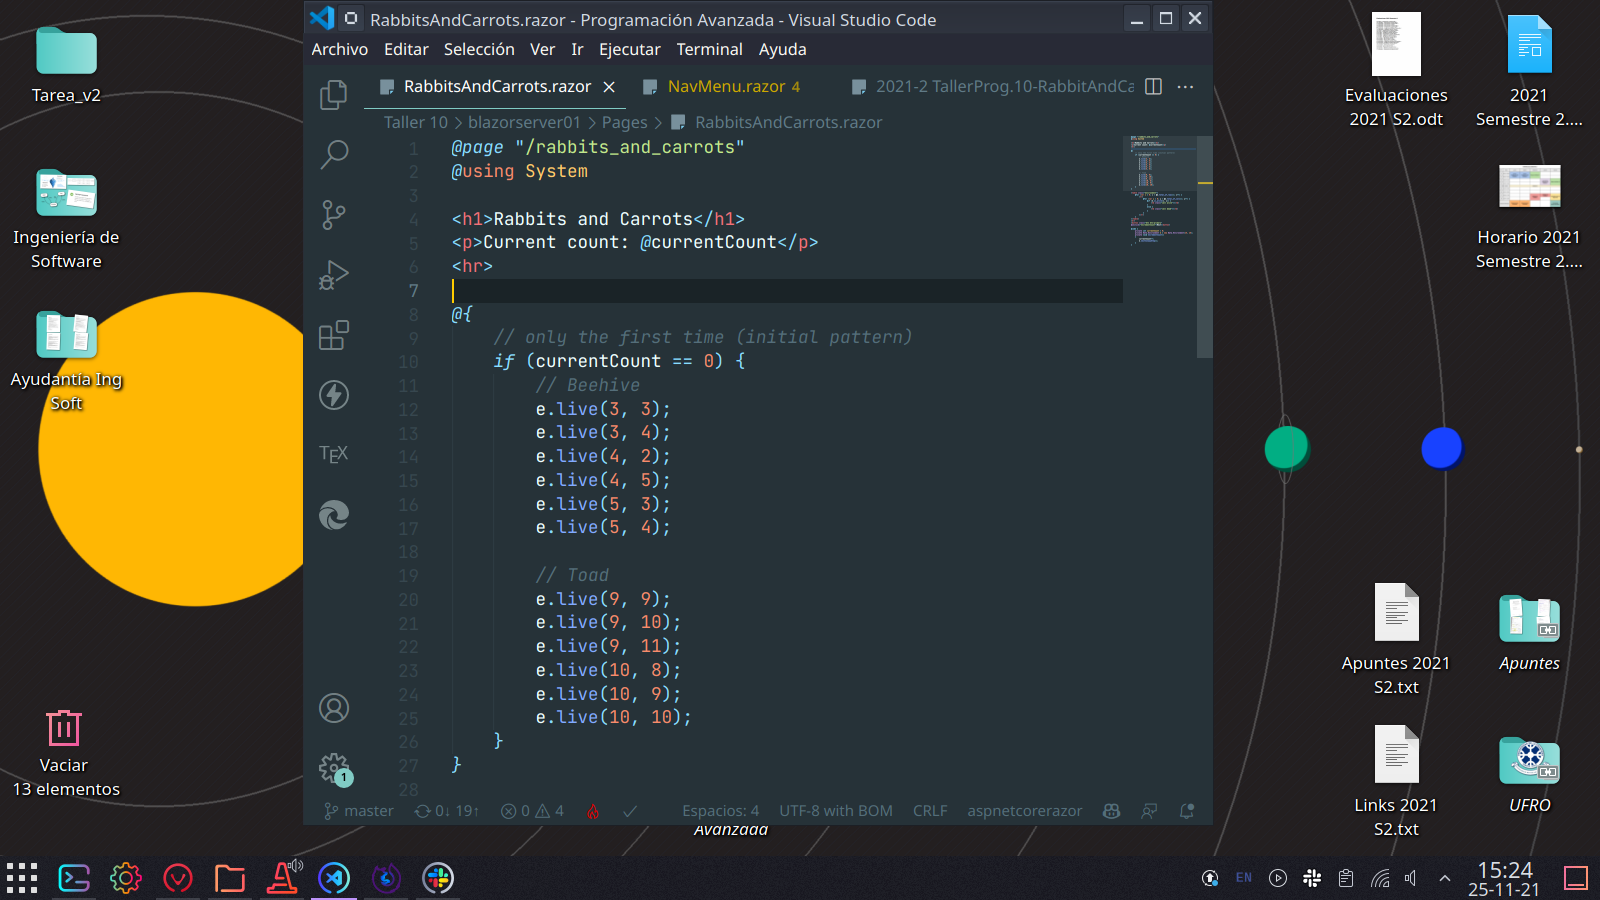 RabbitsAndCarrots.razor - Programación Avanzada - Visual Studio Code
Archivo Editar Selección Ver Ir Ejecutar Terminal Ayuda
RabbitsAndCarrots.razor NavMenu.razor 4 2021-2 TallerProg.10-RabbitAndCa
Taller 10 > blazorserver01 > Pages > RabbitsAndCarrots.razor
1 @page "/rabbits_and_carrots"
2 @using System
3
4 <h1>Rabbits and Carrots</h1>
5 <p>Current count: @currentCount</p>
6 <hr>
7
8 @{
9 // only the first time (initial pattern)
10 if (currentCount == 0) {
11 // Beehive
12 e.live(3, 3);
13 e.live(3, 4);
14 e.live(4, 2);
15 e.live(4, 5);
16 e.live(5, 3);
17 e.live(5, 4);
18
19 // Toad
20 e.live(9, 9);
21 e.live(9, 10);
22 e.live(9, 11);
23 e.live(10, 8);
24 e.live(10, 9);
25 e.live(10, 10);
26 }
27 }
28
TEX
1
master 0↓ 19↑ 0 4 Espacios: 4 UTF-8 with BOM CRLF aspnetcorerazor
Avanzada
Tarea_v2
Ingeniería de
Software
Ayudantía Ing
Soft
Vaciar
13 elementos
Evaluaciones
2021 S2.odt
2021
Semestre 2....
Horario 2021
Semestre 2....
Apuntes 2021
S2.txt
Apuntes
Links 2021
S2.txt
UFRO
EN
15:24
25-11-21